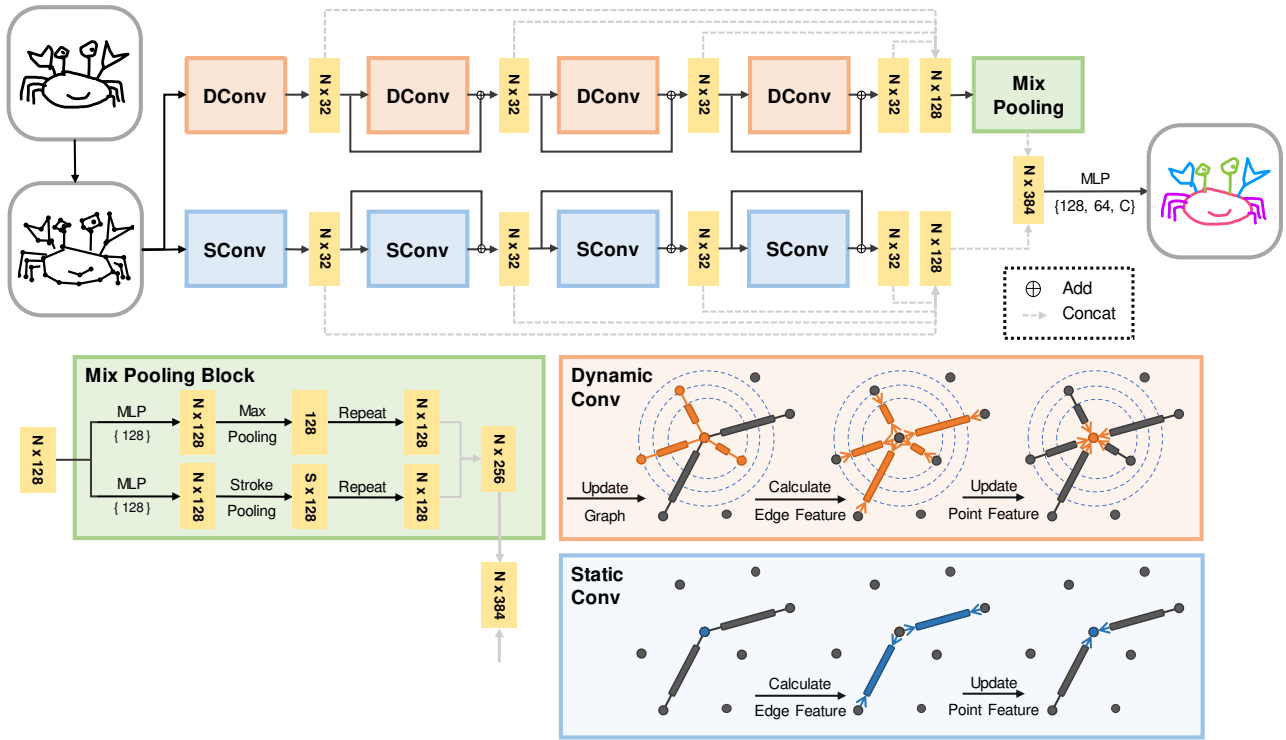 DConv
N x 32
DConv
N x 32
DConv
N x 32
DConv
N x 32
N x 128
Mix
Pooling
N x 384
MLP
{128, 64, C}
SConv
N x 32
SConv
N x 32
SConv
N x 32
SConv
N x 32
N x 128
Add
Concat
Mix Pooling Block
N x 128
MLP
{ 128 }
N x 128
Max
Pooling
128
Repeat
N x 128
MLP
{ 128 }
N x 128
Stroke
Pooling
S x 128
Repeat
N x 128
N x 256
N x 384
Dynamic
Conv
Update
Graph
Calculate
Edge Feature
Update
Point Feature
Static
Conv
Calculate
Edge Feature
Update
Point Feature